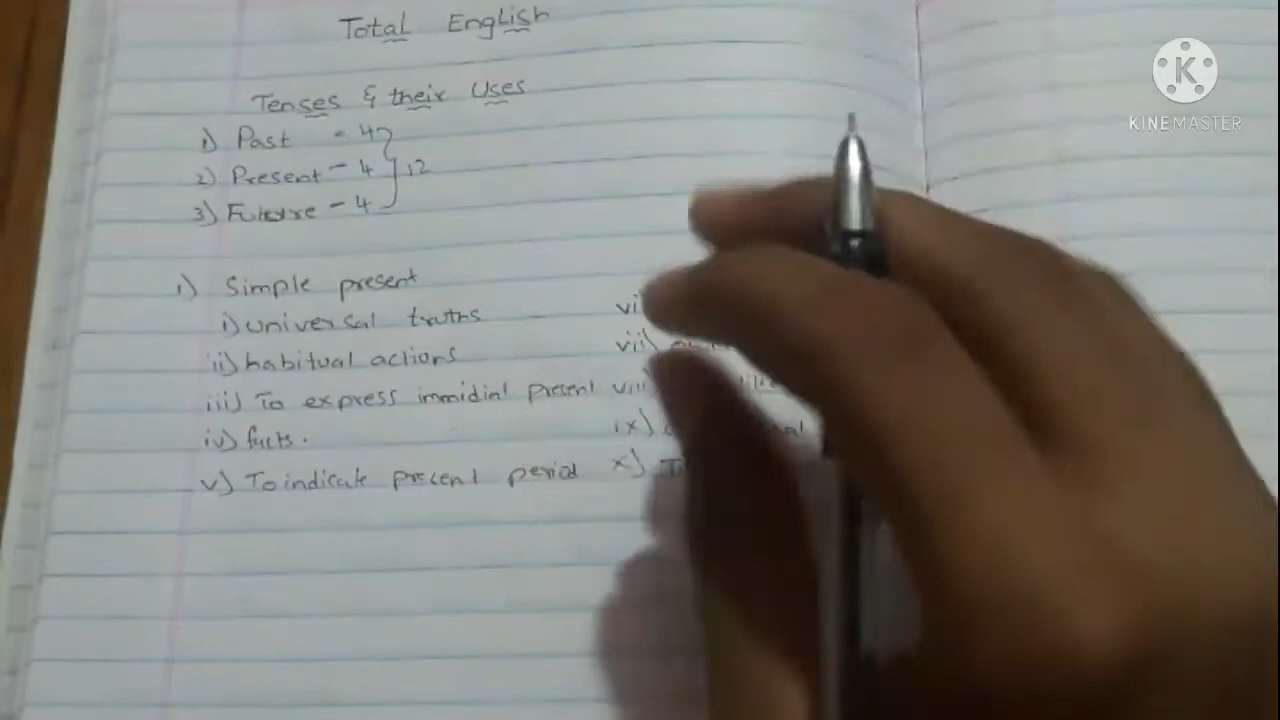 Total English
Tenses & their Uses
1) Past = 4
2) Present - 4 } 12
3) Future - 4
1) Simple present
i) universal truths
ii) habitual actions
iii) To express immidial present
iv) facts.
v) To indicate present period
vi
vii)
viii
ix)
x)
KINEMASTER